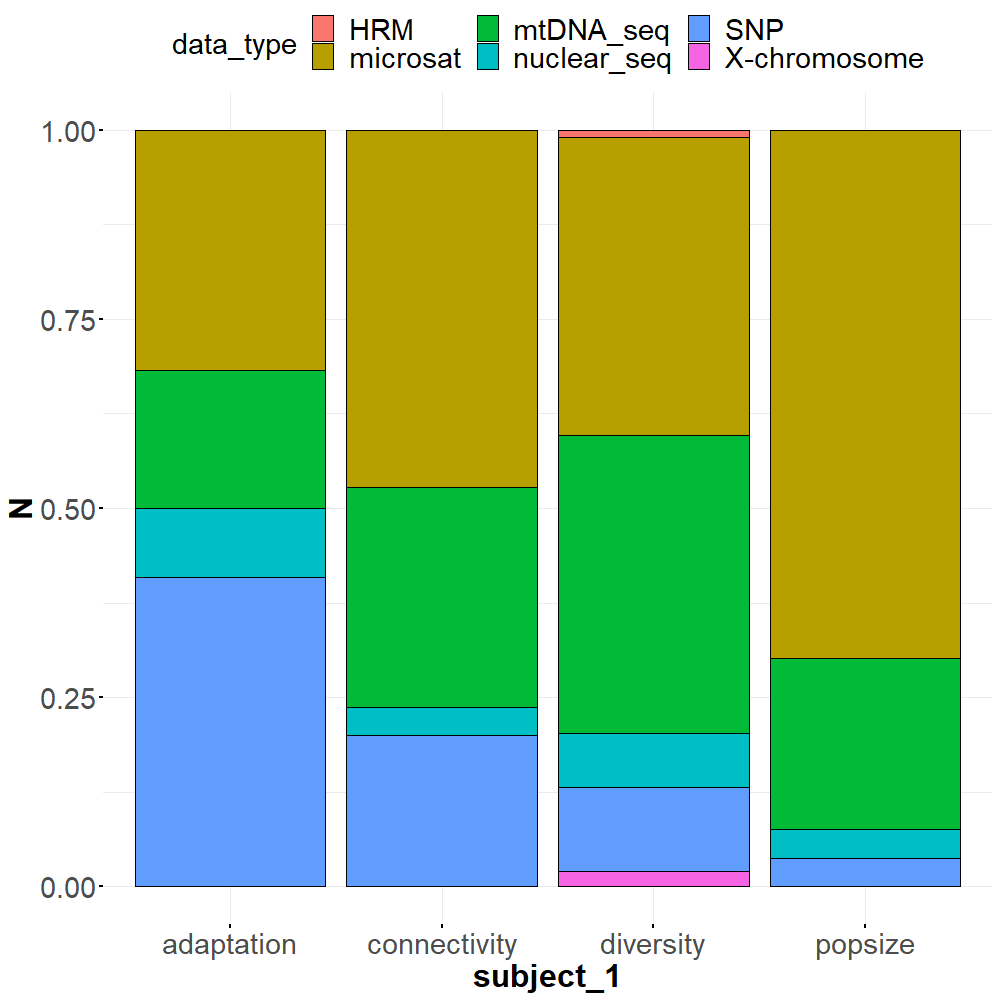 data_type HRM mtDNA_seq SNP
microsat nuclear_seq X-chromosome
1.00
0.75
0.50
0.25
0.00
N
adaptation connectivity diversity popsize
subject_1